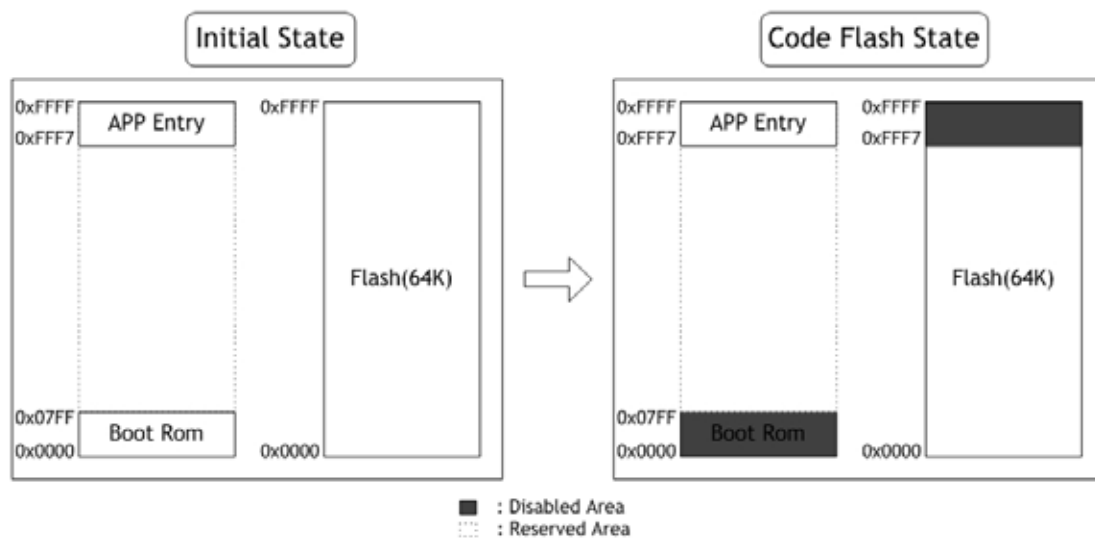 Initial State
0xFFFF
APP Entry
0xFFF7
0x07FF
Boot Rom
0x0000
0xFFFF
Flash(64K)
0x0000
Code Flash State
0xFFFF
APP Entry
0xFFF7
0x07FF
Boot Rom
0x0000
0xFFFF
0xFFF7
Flash(64K)
0x0000
: Disabled Area
: Reserved Area